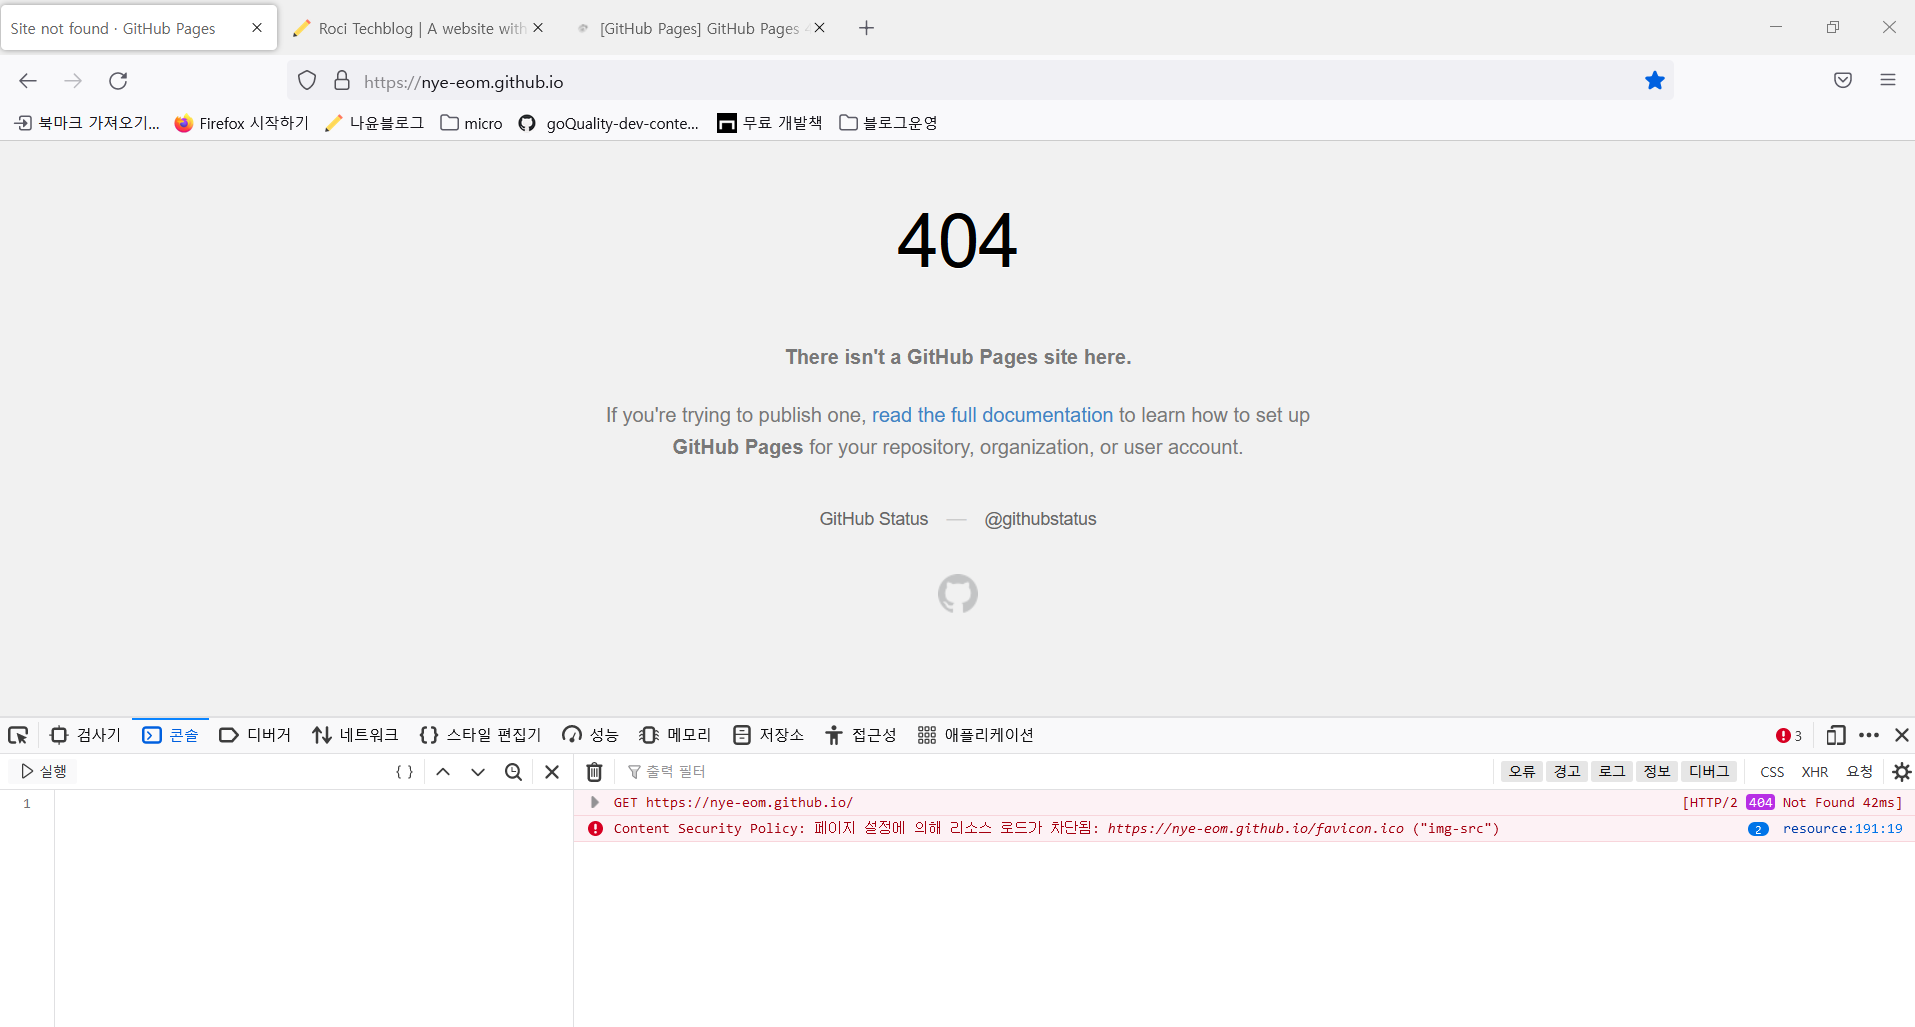 Site not found · GitHub Pages
Roci Techblog | A website with
[GitHub Pages] GitHub Pages
https://nye-eom.github.io
북마크 가져오기...
Firefox 시작하기
나윤블로그
micro
goQuality-dev-conte...
무료 개발책
블로그운영
404
There isn't a GitHub Pages site here.
If you're trying to publish one, read the full documentation to learn how to set up
GitHub Pages for your repository, organization, or user account.
GitHub Status — @githubstatus
검사기 콘솔 디버거 네트워크 {} 스타일 편집기 성능 메모리 저장소 접근성 애플리케이션 3
실행 { } 출력 필터 오류 경고 로그 정보 디버그 CSS XHR 요청
1
GET https://nye-eom.github.io/ [HTTP/2 404 Not Found 42ms]
Content Security Policy: 페이지 설정에 의해 리소스 로드가 차단됨: https://nye-eom.github.io/favicon.ico ("img-src") 2 resource:191:19